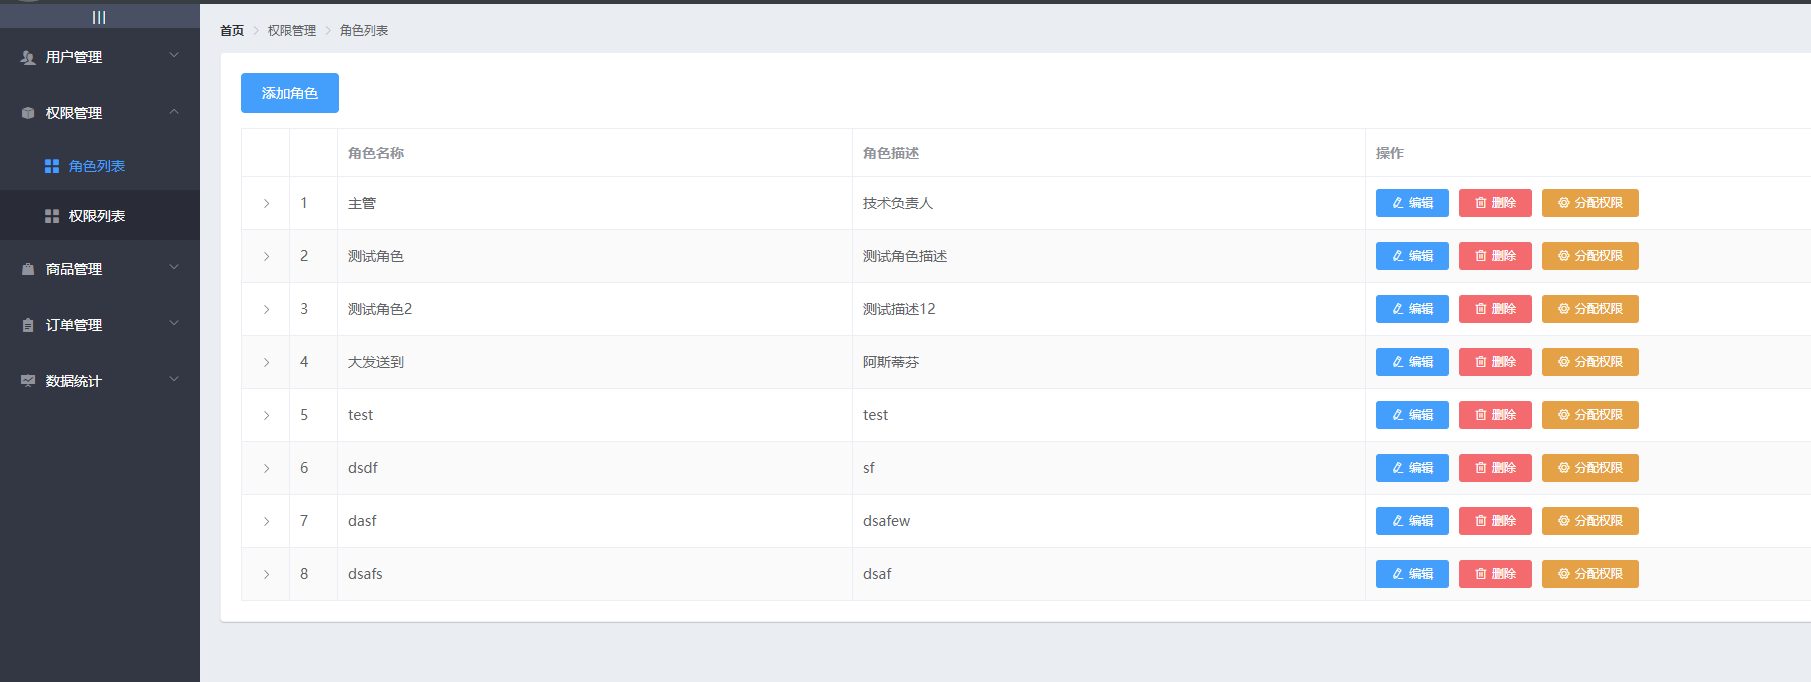 用户管理
权限管理
角色列表
权限列表
商品管理
订单管理
数据统计
首页 权限管理 角色列表
添加角色
角色名称 角色描述 操作
1 主管 技术负责人 编辑 删除 分配权限
2 测试角色 测试角色描述 编辑 删除 分配权限
3 测试角色2 测试描述12 编辑 删除 分配权限
4 大发送到 阿斯蒂芬 编辑 删除 分配权限
5 test test 编辑 删除 分配权限
6 dsdf sf 编辑 删除 分配权限
7 dasf dsafew 编辑 删除 分配权限
8 dsafs dsaf 编辑 删除 分配权限